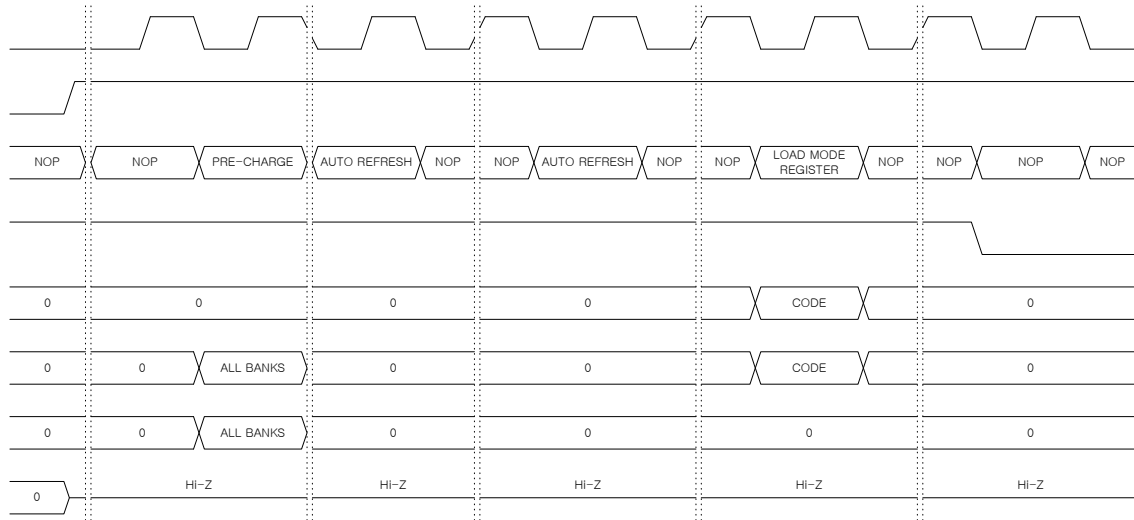 NOP NOP PRE-CHARGE AUTO REFRESH NOP NOP AUTO REFRESH NOP NOP LOAD MODE REGISTER NOP NOP NOP NOP
0 0 0 0 CODE 0
0 0 ALL BANKS 0 0 CODE 0
0 0 ALL BANKS 0 0 0 0
0 Hi-Z Hi-Z Hi-Z Hi-Z Hi-Z